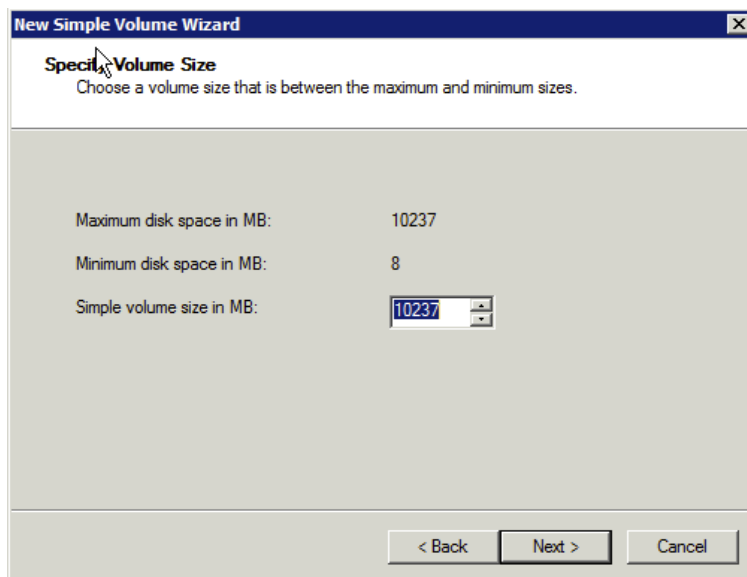 New Simple Volume Wizard
Specify Volume Size
Choose a volume size that is between the maximum and minimum sizes.
Maximum disk space in MB: 10237
Minimum disk space in MB: 8
Simple volume size in MB: 10237
< Back Next > Cancel